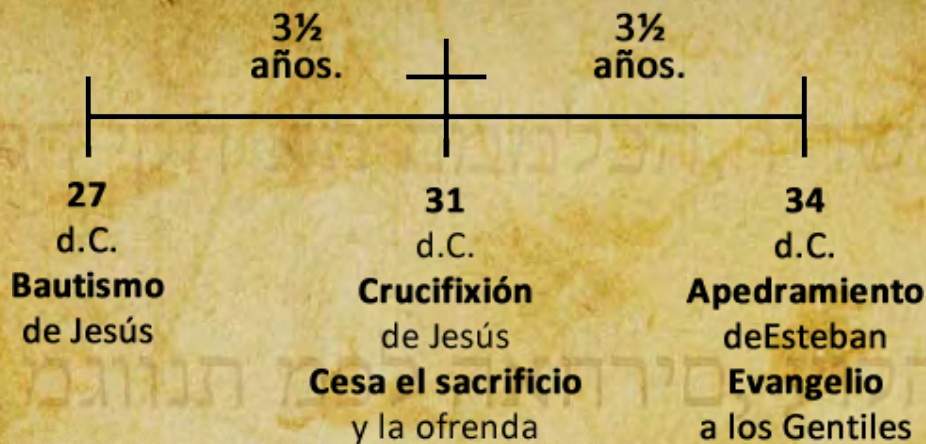 3½
años.
3½
años.
27
d.C.
Bautismo
de Jesús
31
d.C.
Crucifixión
de Jesús
Cesa el sacrificio
y la ofrenda
34
d.C.
Apedramiento
deEsteban
Evangelio
a los Gentiles